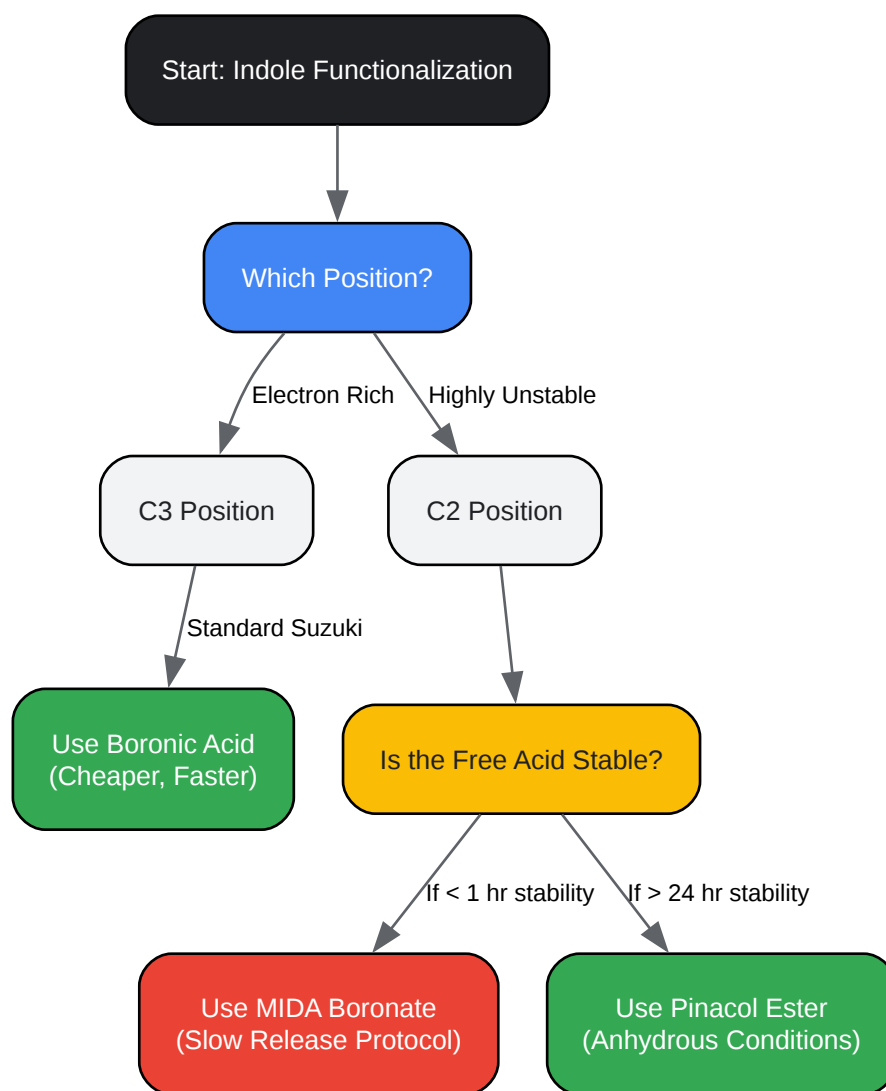 Start: Indole Functionalization
Which Position?
Electron Rich
Highly Unstable
C3 Position
C2 Position
Standard Suzuki
Use Boronic Acid
(Cheaper, Faster)
Is the Free Acid Stable?
If < 1 hr stability
If > 24 hr stability
Use MIDA Boronate
(Slow Release Protocol)
Use Pinacol Ester
(Anhydrous Conditions)